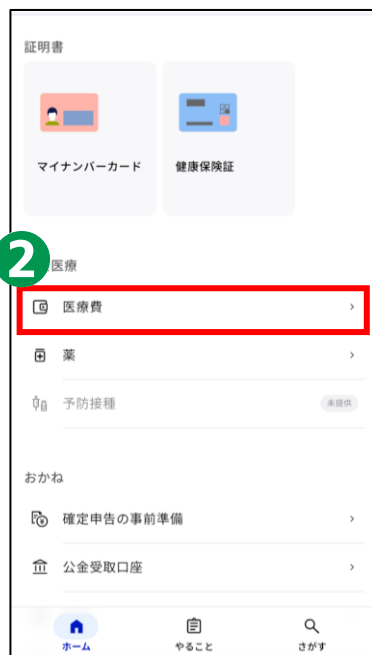 証明書
マイナンバーカード
健康保険証
2
医療
医療費
薬
予防接種
未提供
おかね
確定申告の事前準備
公金受取口座
ホーム
やること
さがす